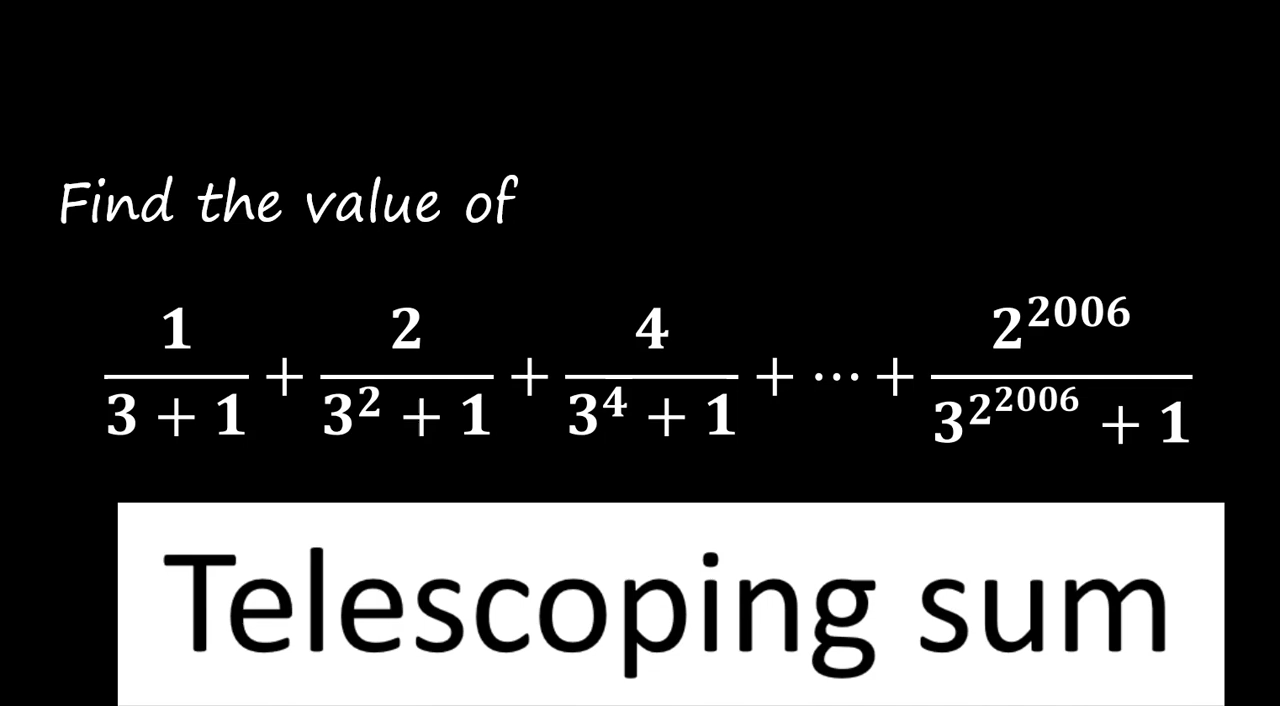 Find the value of
1/(3 + 1) + 2/(3^2 + 1) + 4/(3^4 + 1) + ⋯ + 2^2006/(3^2^2006 + 1)
Telescoping sum